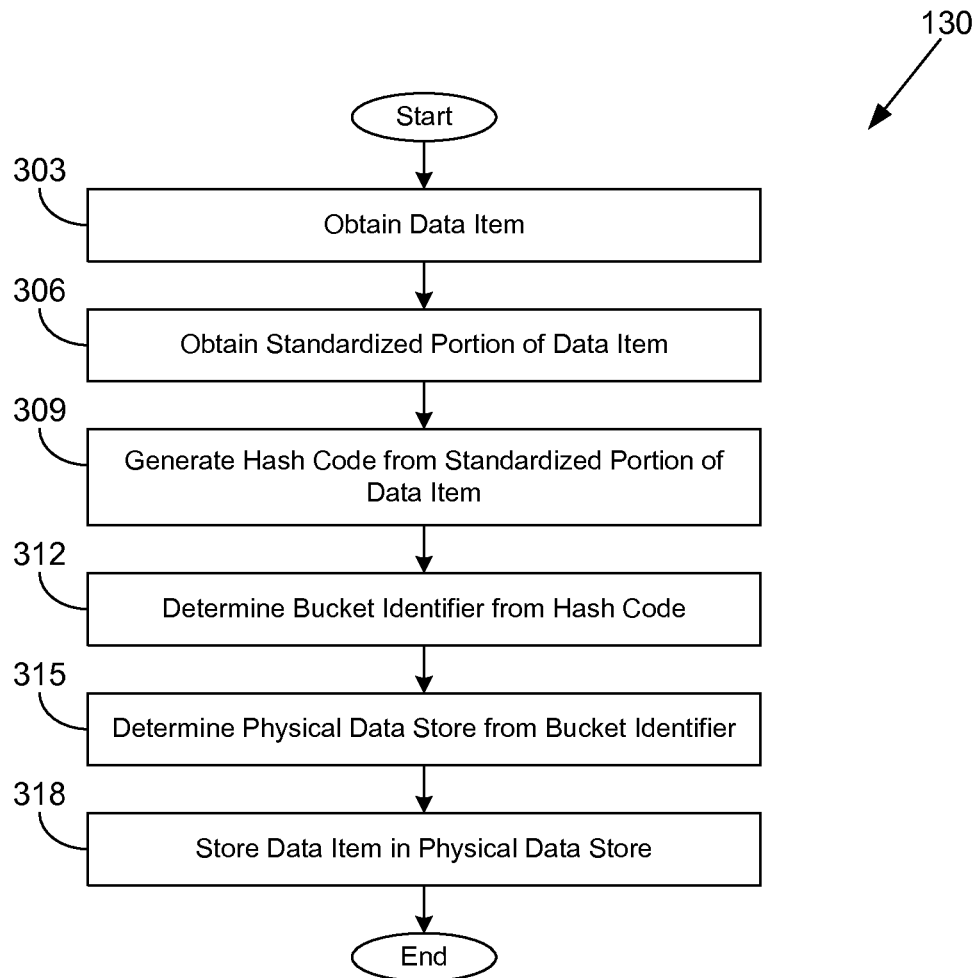 130
Start
303
Obtain Data Item
306
Obtain Standardized Portion of Data Item
309
Generate Hash Code from Standardized Portion of
Data Item
312
Determine Bucket Identifier from Hash Code
315
Determine Physical Data Store from Bucket Identifier
318
Store Data Item in Physical Data Store
End